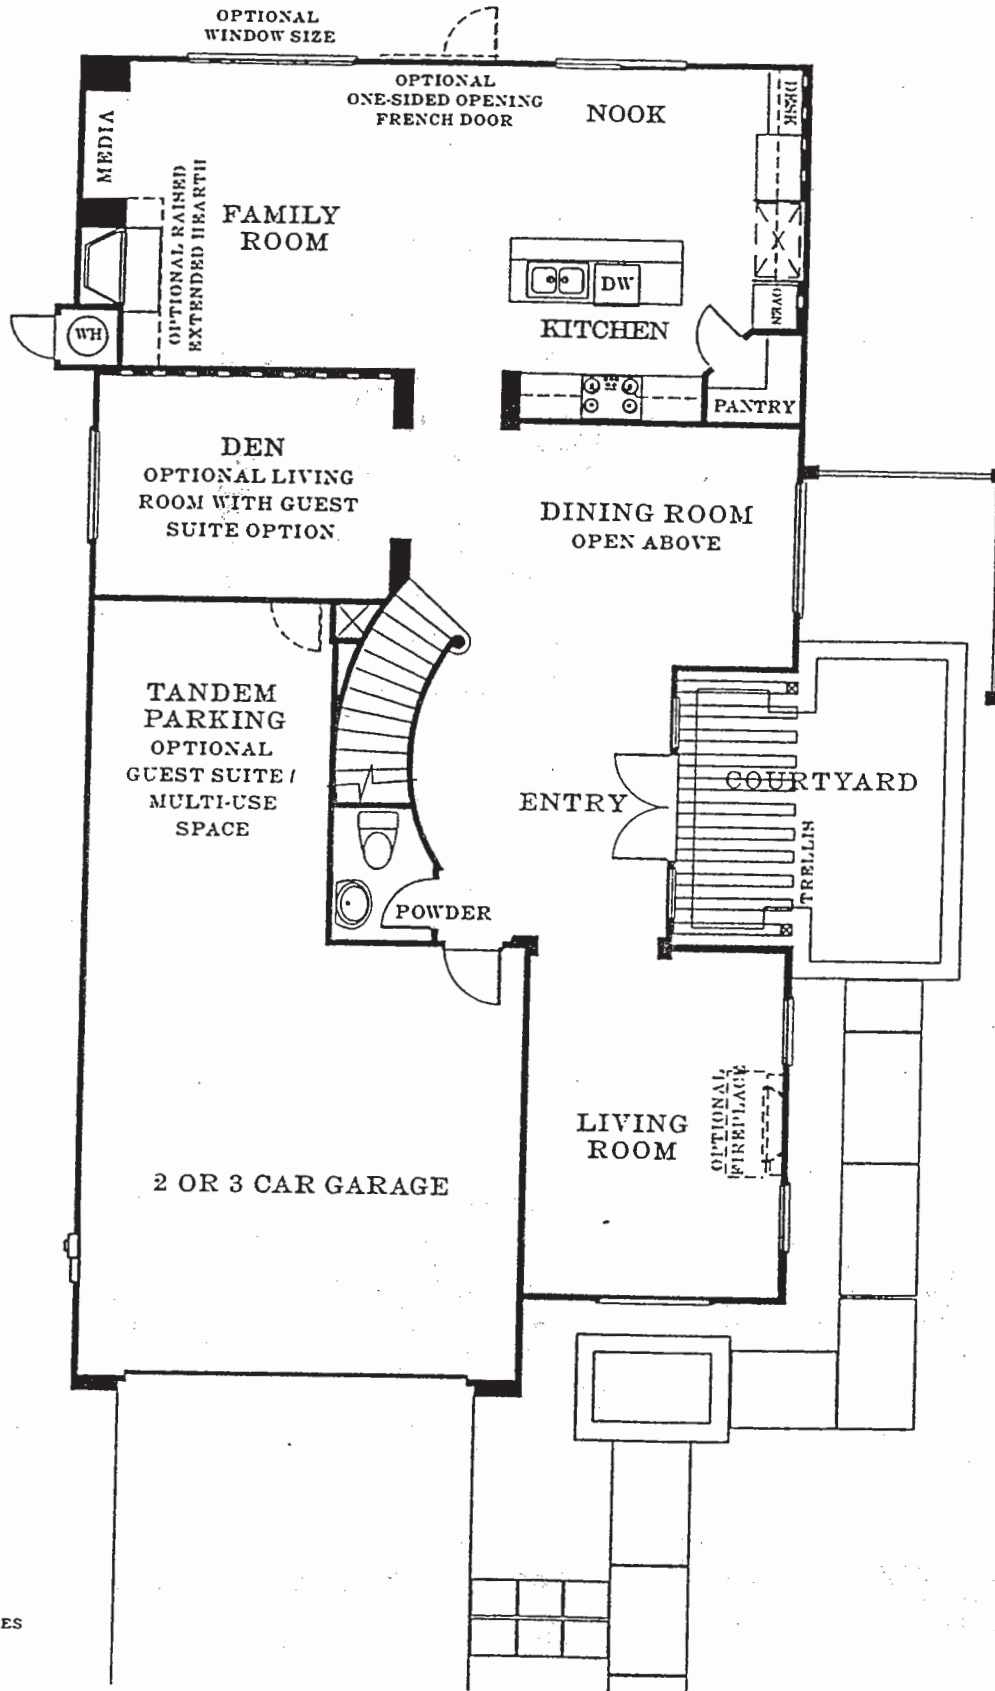 OPTIONAL
WINDOW SIZE
OPTIONAL
ONE-SIDED OPENING
FRENCH DOOR
NOOK
DESK
MEDIA
OPTIONAL RAISED
EXTENDED HEARTH
FAMILY
ROOM
DW
OVEN
WH
KITCHEN
PANTRY
DEN
OPTIONAL LIVING
ROOM WITH GUEST
SUITE OPTION
DINING ROOM
OPEN ABOVE
TANDEM
PARKING
OPTIONAL
GUEST SUITE /
MULTI-USE
SPACE
ENTRY
COURTYARD
TRELLIS
POWDER
LIVING
ROOM
OPTIONAL
FIREPLACE
2 OR 3 CAR GARAGE
ES